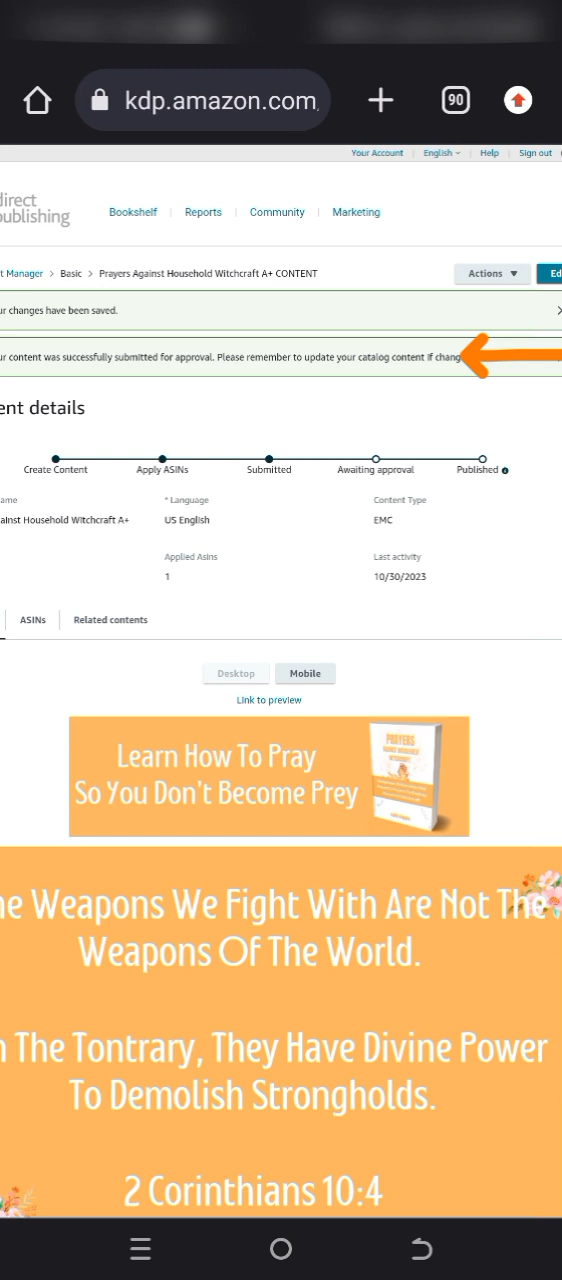 kdp.amazon.com
90
Your Account English Help Sign out
direct
publishing
Bookshelf Reports Community Marketing
t Manager > Basic > Prayers Against Household Witchcraft A+ CONTENT
Actions
Ed
ur changes have been saved.
ur content was successfully submitted for approval. Please remember to update your catalog content if chang
ent details
Create Content Apply ASINs Submitted Awaiting approval Published
ame * Language Content Type
ainst Household Witchcraft A+ US English EMC
Applied Asins Last activity
1 10/30/2023
ASINs Related contents
Desktop Mobile
Link to preview
Learn How To Pray
So You Don't Become Prey
PRAYERS
he Weapons We Fight With Are Not The
Weapons Of The World.
n The Tontrary, They Have Divine Power
To Demolish Strongholds.
2 Corinthians 10:4